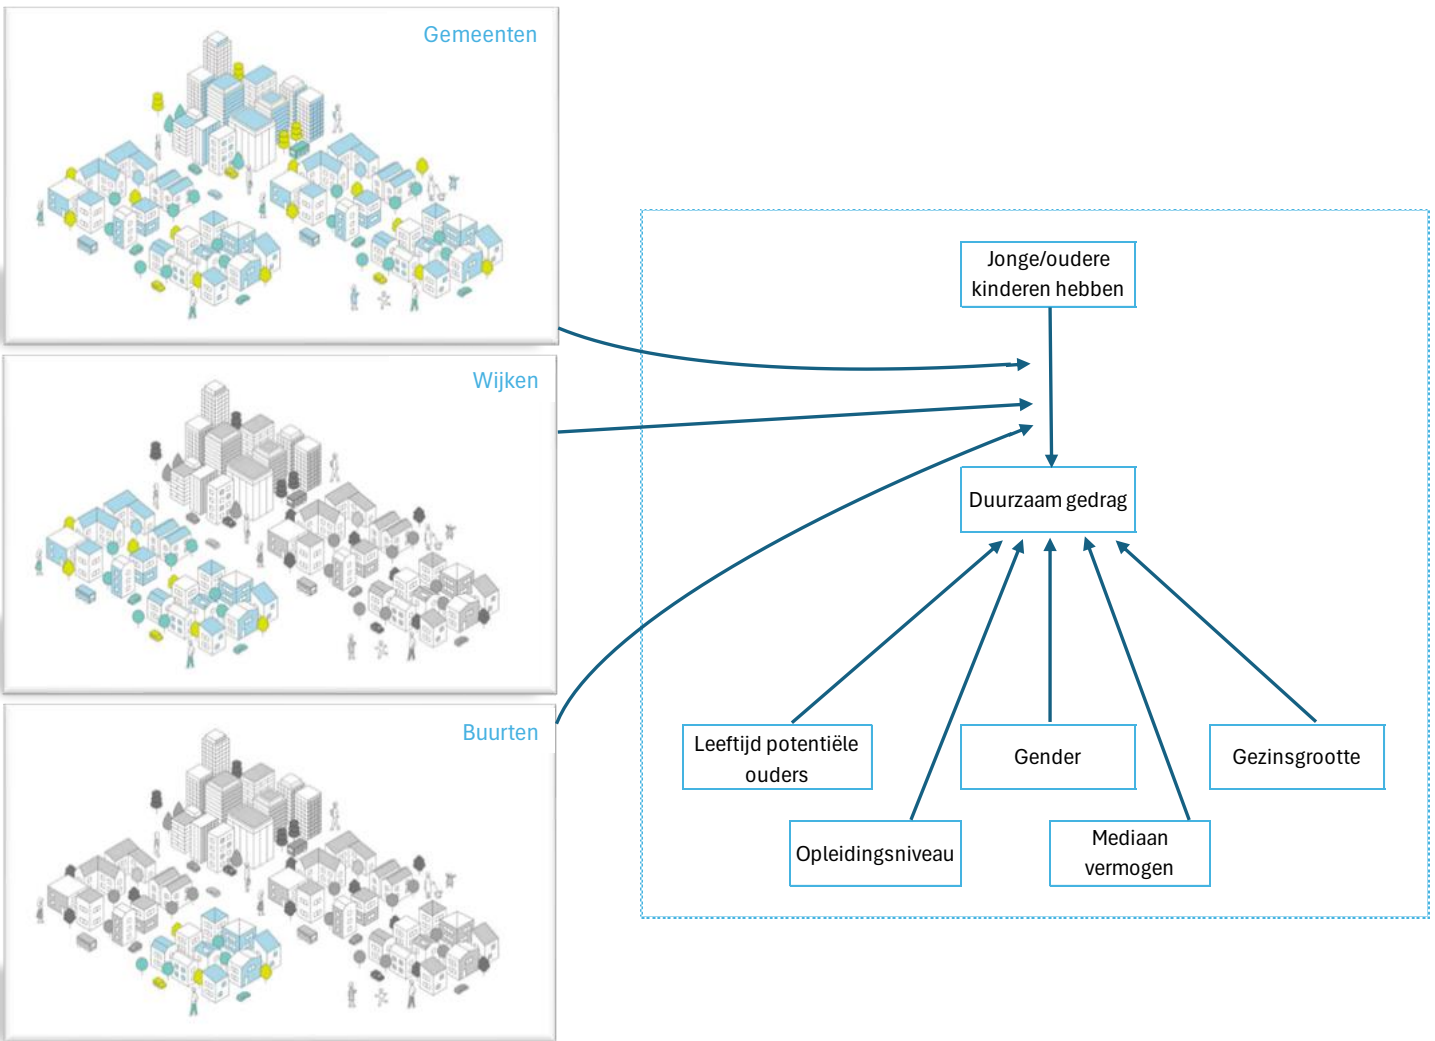 Gemeenten
Wijken
Buurten
Jonge/oudere
kinderen hebben
Duurzaam gedrag
Leeftijd potentiële
ouders
Gender
Gezinsgrootte
Opleidingsniveau
Mediaan
vermogen